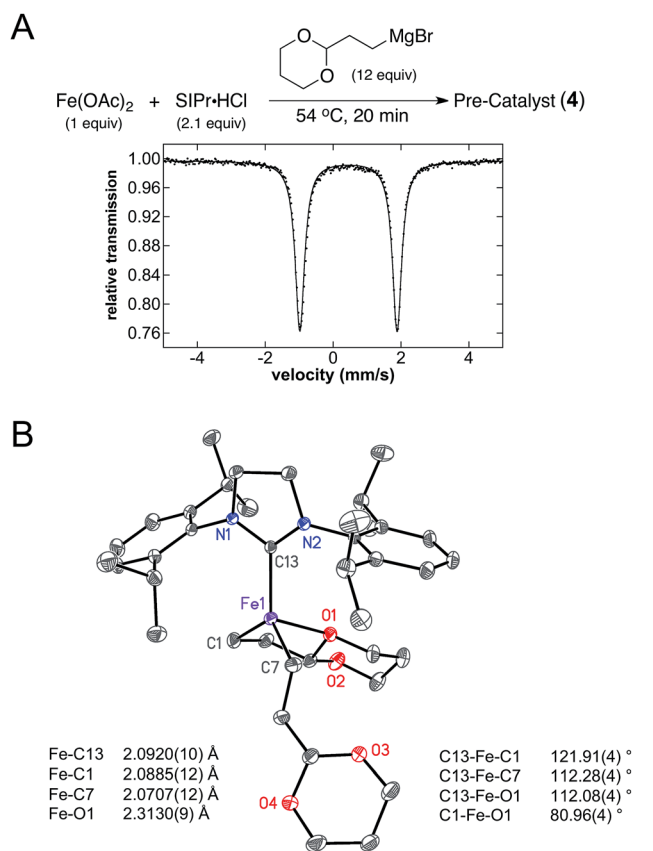 A
O
MgBr
O
(12 equiv)
Fe(OAc)2 + SIPr•HCl
Pre-Catalyst (4)
(1 equiv) (2.1 equiv)
54 ºC, 20 min
1.00
0.96
0.92
0.88
0.84
0.80
0.76
relative transmission
-4 -2 0 2 4
velocity (mm/s)
B
N1
N2
C13
Fe1
O1
C1
C7
O2
O3
O4
Fe-C13 2.0920(10) Å
Fe-C1 2.0885(12) Å
Fe-C7 2.0707(12) Å
Fe-O1 2.3130(9) Å
C13-Fe-C1 121.91(4) °
C13-Fe-C7 112.28(4) °
C13-Fe-O1 112.08(4) °
C1-Fe-O1 80.96(4) °